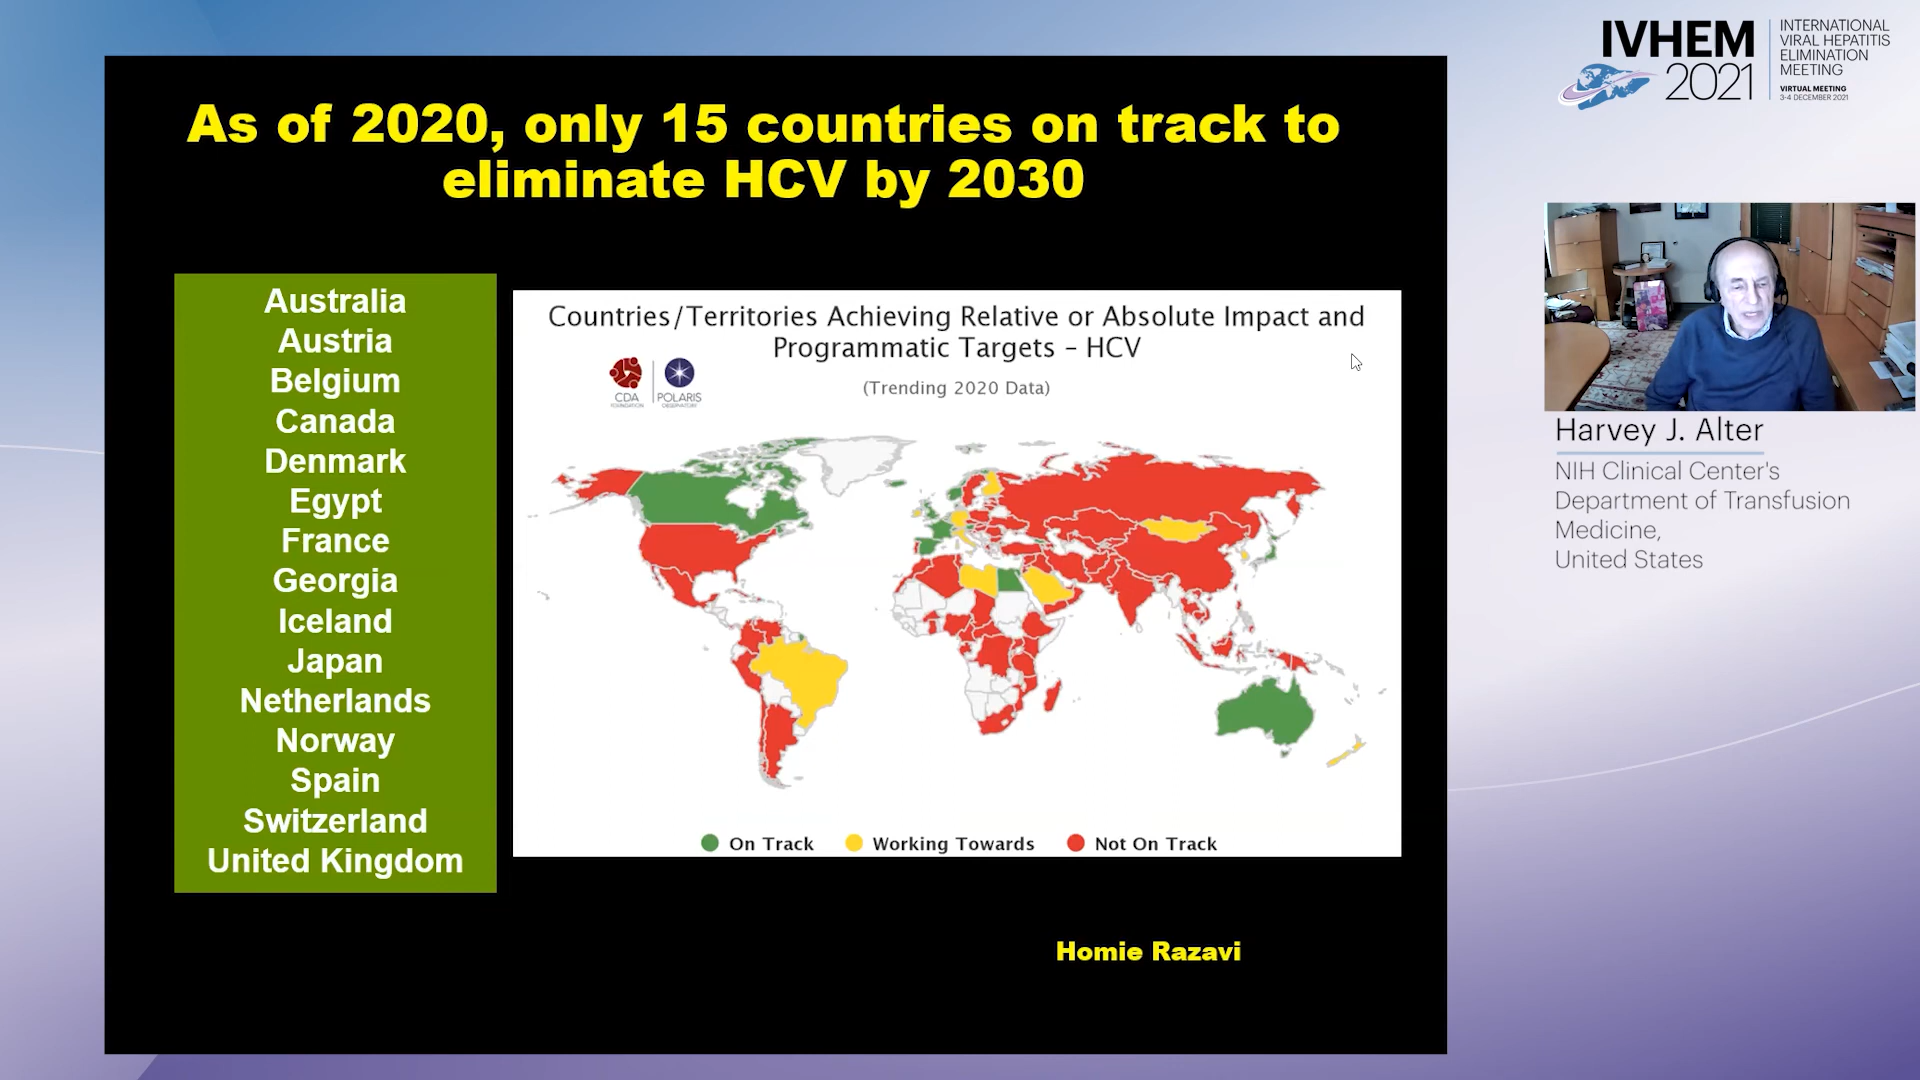 As of 2020, only 15 countries on track to
eliminate HCV by 2030
Australia
Austria
Belgium
Canada
Denmark
Egypt
France
Georgia
Iceland
Japan
Netherlands
Norway
Spain
Switzerland
United Kingdom
Countries/Territories Achieving Relative or Absolute Impact and
Programmatic Targets – HCV
(Trending 2020 Data)
CDA
FOUNDATION
POLARIS
OBSERVATORY
On Track
Working Towards
Not On Track
Homie Razavi
IVHEM
2021
INTERNATIONAL
VIRAL HEPATITIS
ELIMINATION
MEETING
VIRTUAL MEETING
3-4 DECEMBER 2021
Harvey J. Alter
NIH Clinical Center's
Department of Transfusion
Medicine,
United States